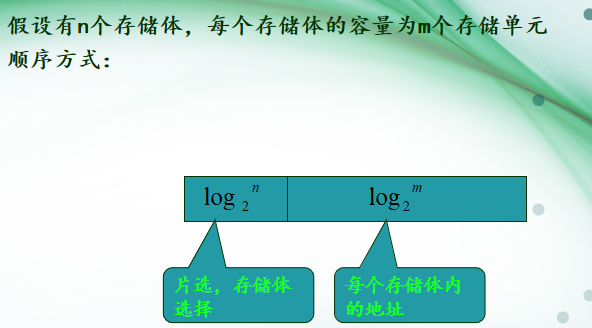 假设有n个存储体，每个存储体的容量为m个存储单元
顺序方式：
log₂ⁿ log₂ᵐ
片选，存储体
选择
每个存储体内
的地址